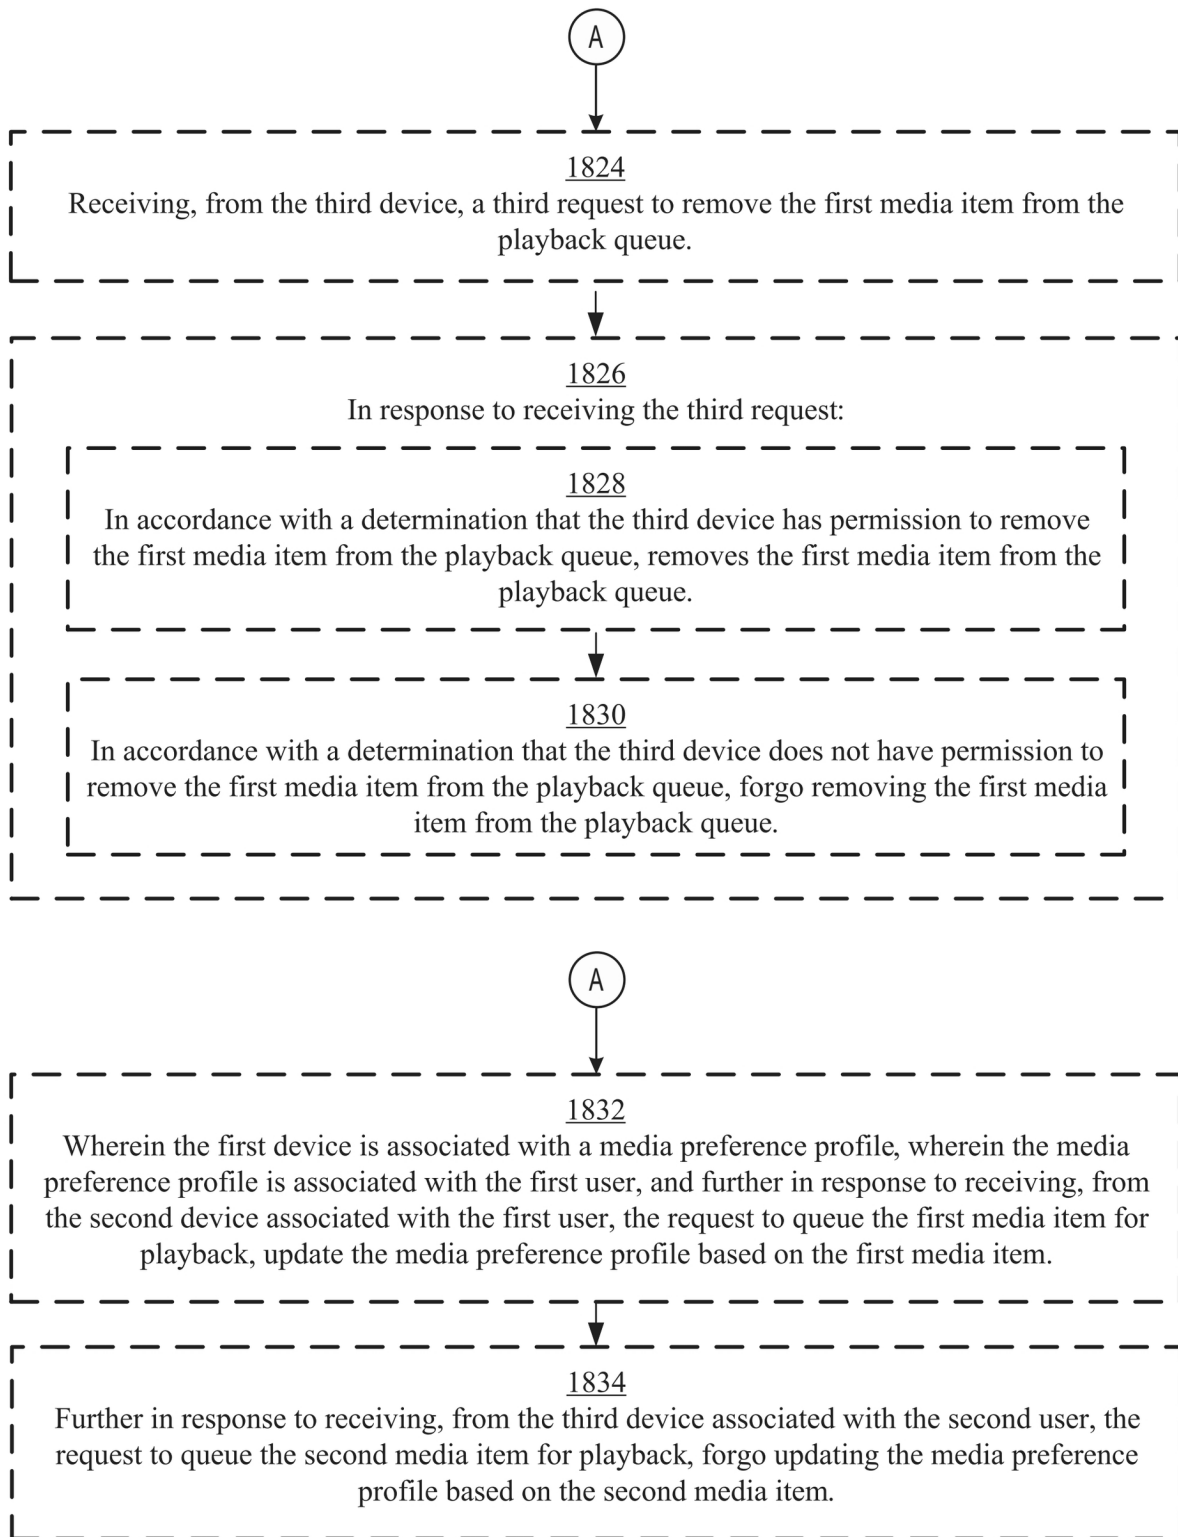 A
1824
Receiving, from the third device, a third request to remove the first media item from the
playback queue.
1826
In response to receiving the third request:
1828
In accordance with a determination that the third device has permission to remove
the first media item from the playback queue, removes the first media item from the
playback queue.
1830
In accordance with a determination that the third device does not have permission to
remove the first media item from the playback queue, forgo removing the first media
item from the playback queue.
A
1832
Wherein the first device is associated with a media preference profile, wherein the media
preference profile is associated with the first user, and further in response to receiving, from
the second device associated with the first user, the request to queue the first media item for
playback, update the media preference profile based on the first media item.
1834
Further in response to receiving, from the third device associated with the second user, the
request to queue the second media item for playback, forgo updating the media preference
profile based on the second media item.